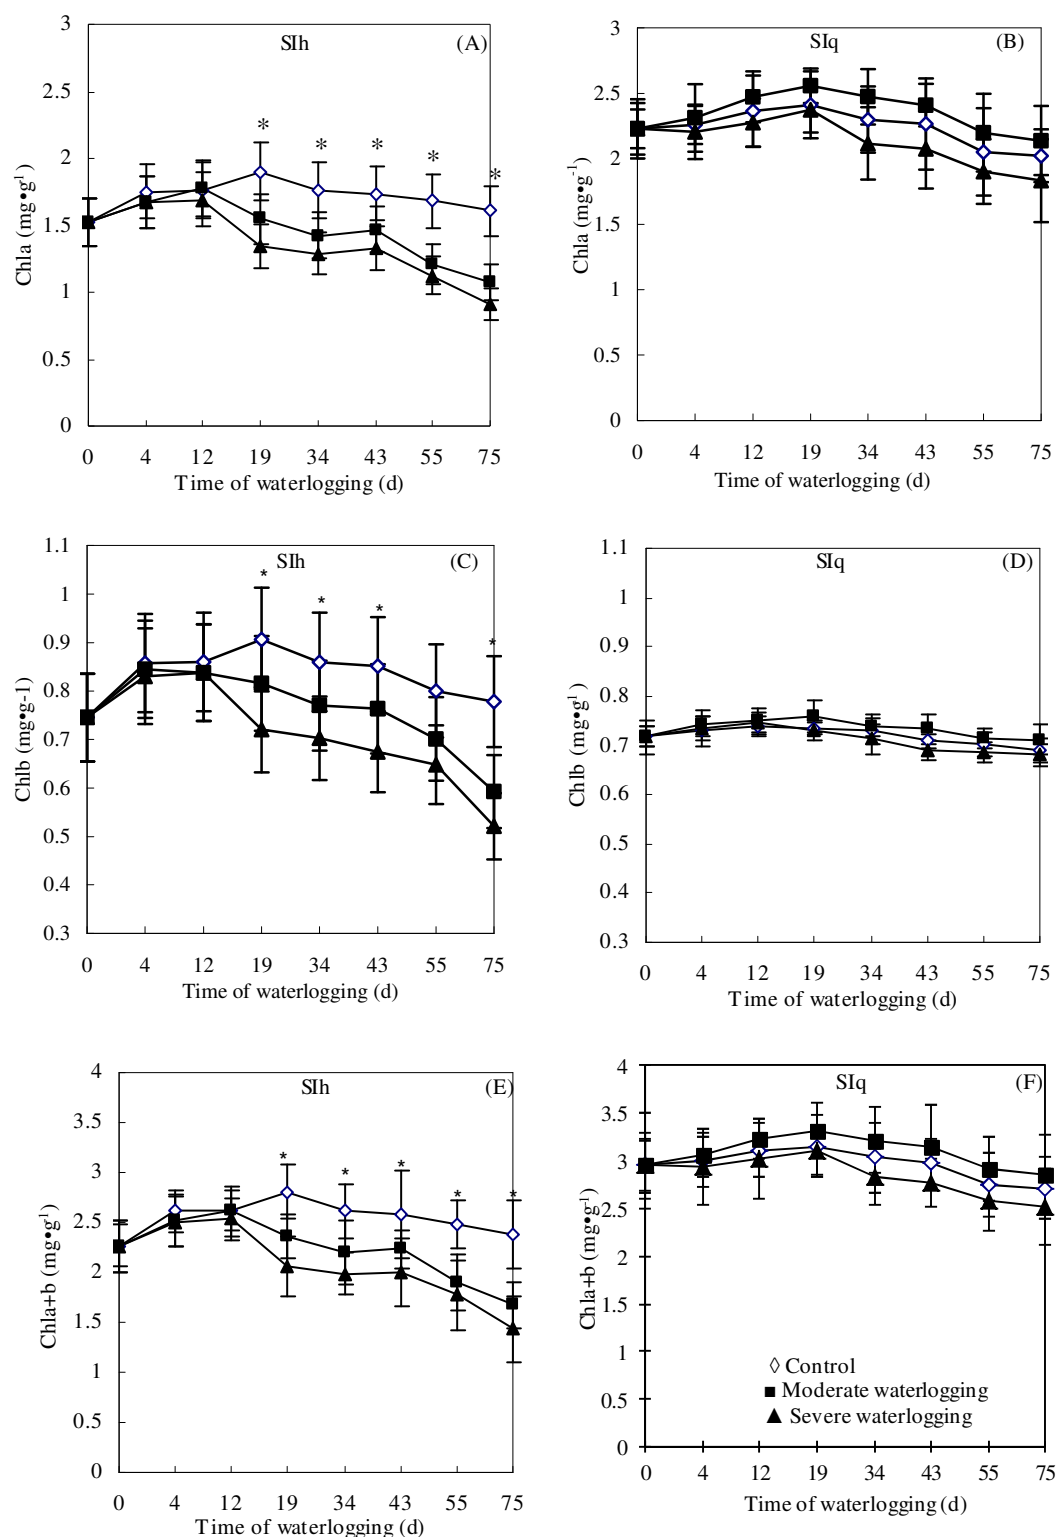 SIh (A)
3
2.5
2
1.5
1
0.5
0
Chla (mg•g⁻¹)
* * * * *
0 4 12 19 34 43 55 75
Time of waterlogging (d)
SIq (B)
3
2.5
2
1.5
1
0.5
0
Chla (mg•g⁻¹)
0 4 12 19 34 43 55 75
Time of waterlogging (d)
SIh (C)
1.1
1
0.9
0.8
0.7
0.6
0.5
0.4
0.3
Chlb (mg•g-1)
* * * *
0 4 12 19 34 43 55 75
Time of waterlogging (d)
SIq (D)
1.1
1
0.9
0.8
0.7
0.6
0.5
0.4
0.3
Chlb (mg•g¹)
0 4 12 19 34 43 55 75
Time of waterlogging (d)
SIh (E)
4
3.5
3
2.5
2
1.5
1
0.5
0
Chla+b (mg•g¹)
* * * * *
0 4 12 19 34 43 55 75
Time of waterlogging (d)
SIq (F)
4
3.5
3
2.5
2
1.5
1
0.5
0
Chla+b (mg•g¹)
Control
Moderate waterlogging
Severe waterlogging
0 4 12 19 34 43 55 75
Time of waterlogging (d)